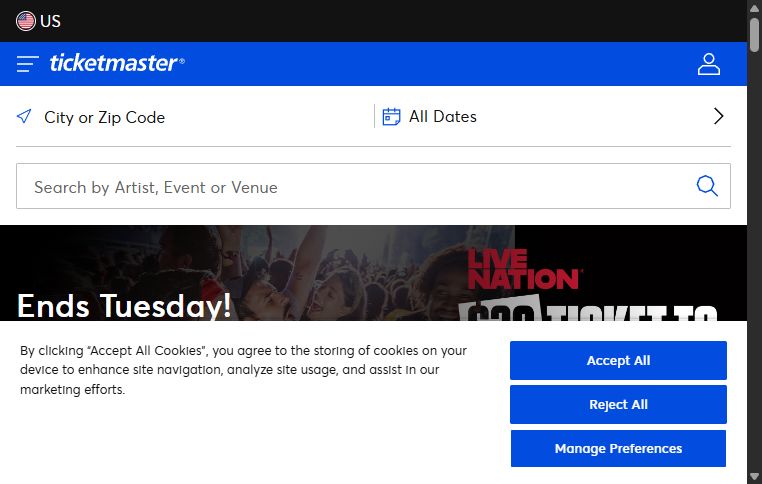 US
ticketmaster®
City or Zip Code
All Dates
Search by Artist, Event or Venue
LIVE
NATION
Ends Tuesday!
$30 TICKET TO
By clicking “Accept All Cookies”, you agree to the storing of cookies on your
device to enhance site navigation, analyze site usage, and assist in our
marketing efforts.
Accept All
Reject All
Manage Preferences